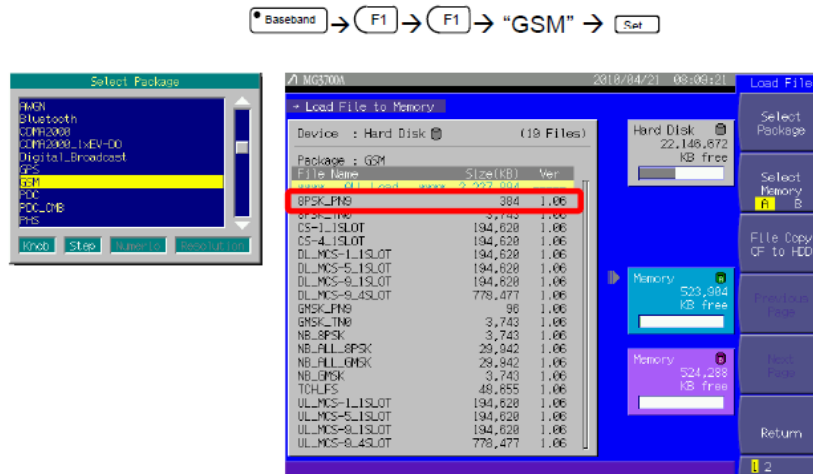 Baseband → F1 → F1 → “GSM” → Set
Select Package
AWGN
Bluetooth
CDMA2000
CDMA2000_1xEV-DO
Digital_Broadcast
GPS
GSM
PDC
PDC_CMB
PHS
Knob Step Numeric Resolution
MG3700A 2010/04/21 08:09:21
Load File to Memory
Device : Hard Disk (19 Files)
Package : GSM
File Name Size(KB) Ver
**** ALL Load **** 2,227,894 -----
8PSK_PN9 384 1.06
8PSK_TN0 3,743 1.06
CS-1_1SLOT 194,620 1.06
CS-4_1SLOT 194,620 1.06
DL_MCS-1_1SLOT 194,620 1.06
DL_MCS-5_1SLOT 194,620 1.06
DL_MCS-9_1SLOT 194,620 1.06
DL_MCS-9_4SLOT 778,477 1.06
GMSK_PN9 96 1.06
GMSK_TN0 3,743 1.06
NB_8PSK 3,743 1.06
NB_ALL_8PSK 29,942 1.06
NB_ALL_GMSK 29,942 1.06
NB_GMSK 3,743 1.06
TCH_FS 48,655 1.06
UL_MCS-1_1SLOT 194,620 1.06
UL_MCS-5_1SLOT 194,620 1.06
UL_MCS-9_1SLOT 194,620 1.06
UL_MCS-9_4SLOT 778,477 1.06
Hard Disk
22,146,672
KB free
Memory A
523,904
KB free
Memory B
524,288
KB free
Load File
Select
Package
Select
Memory
A B
File Copy
CF to HDD
Previous
Page
Next
Page
Return
1 2